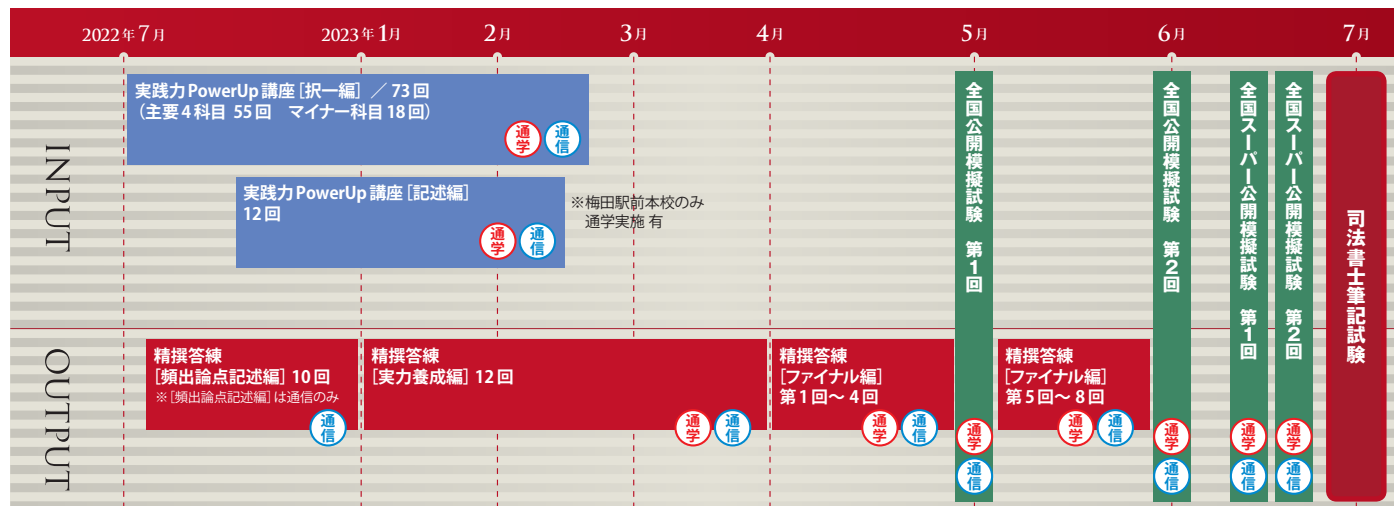 2022年7月
2023年1月
2月
3月
4月
5月
6月
7月
INPUT
実践力PowerUp講座［択一編］ ／ 73回
（主要4科目 55回　マイナー科目18回）
通学
通信
実践力PowerUp講座［記述編］
12回
通学
通信
※梅田駅前本校のみ
通学実施 有
OUTPUT
精撰答練
［頻出論点記述編］10回
※［頻出論点記述編］は通信のみ
通信
精撰答練
［実力養成編］12回
通学
通信
精撰答練
［ファイナル編］
第1回～4回
通学
通信
全国公開模擬試験　第1回
通学
通信
精撰答練
［ファイナル編］
第5回～8回
通学
通信
全国公開模擬試験　第2回
通学
通信
全国スーパー公開模擬試験　第1回
通学
通信
全国スーパー公開模擬試験　第2回
通学
通信
司法書士筆記試験